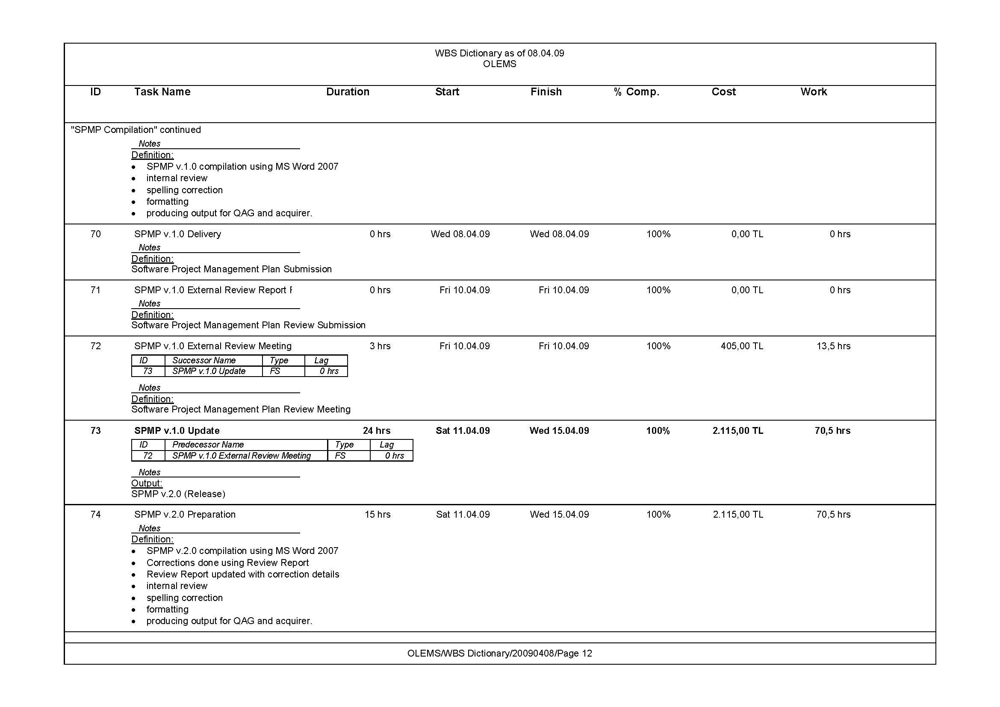 WBS Dictionary as of 08.04.09
OLEMS
ID Task Name Duration Start Finish % Comp. Cost Work
"SPMP Compilation" continued
Notes
Definition:
• SPMP v.1.0 compilation using MS Word 2007
• internal review
• spelling correction
• formatting
• producing output for QAG and acquirer.
70 SPMP v.1.0 Delivery 0 hrs Wed 08.04.09 Wed 08.04.09 100% 0,00 TL 0 hrs
Notes
Definition:
Software Project Management Plan Submission
71 SPMP v.1.0 External Review Report 0 hrs Fri 10.04.09 Fri 10.04.09 100% 0,00 TL 0 hrs
Notes
Definition:
Software Project Management Plan Review Submission
72 SPMP v.1.0 External Review Meeting 3 hrs Fri 10.04.09 Fri 10.04.09 100% 405,00 TL 13,5 hrs
ID Successor Name Type Lag
73 SPMP v.1.0 Update FS 0 hrs
Notes
Definition:
Software Project Management Plan Review Meeting
73 SPMP v.1.0 Update 24 hrs Sat 11.04.09 Wed 15.04.09 100% 2.115,00 TL 70,5 hrs
ID Predecessor Name Type Lag
72 SPMP v.1.0 External Review Meeting FS 0 hrs
Notes
Output:
SPMP v.2.0 (Release)
74 SPMP v.2.0 Preparation 15 hrs Sat 11.04.09 Wed 15.04.09 100% 2.115,00 TL 70,5 hrs
Notes
Definition:
• SPMP v.2.0 compilation using MS Word 2007
• Corrections done using Review Report
• Review Report updated with correction details
• internal review
• spelling correction
• formatting
• producing output for QAG and acquirer.
OLEMS/WBS Dictionary/20090408/Page 12